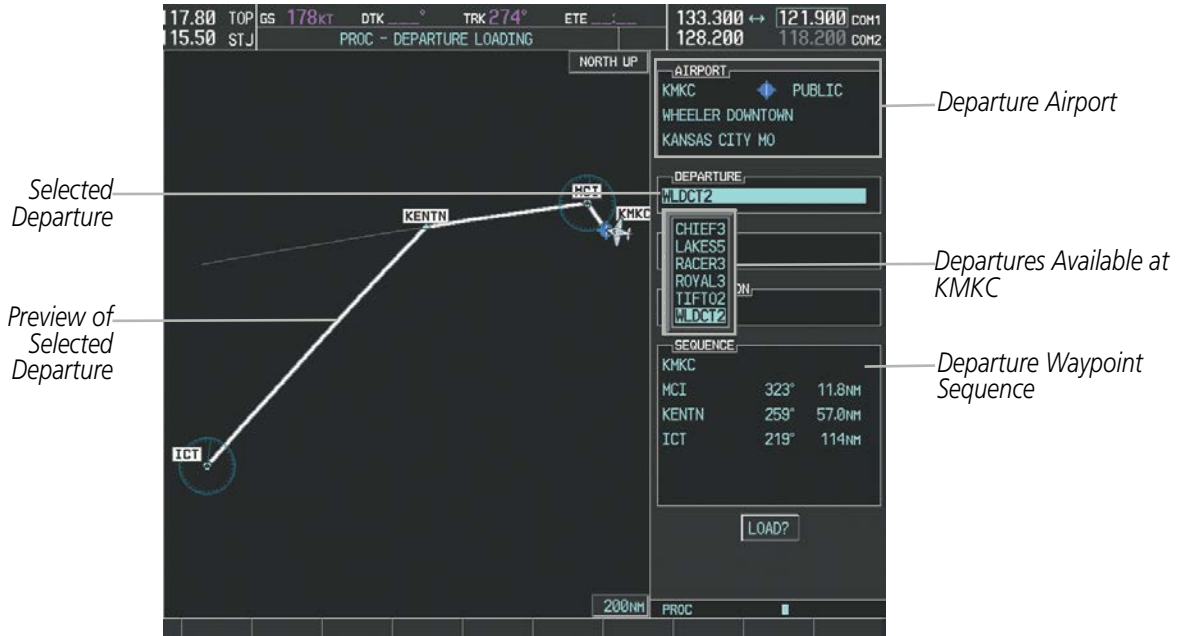 117.80 TOP GS 178KT DTK ___° TRK 274° ETE __:__ 133.300 ↔ 121.900 COM1
115.50 STJ PROC - DEPARTURE LOADING 128.200 118.200 COM2
NORTH UP
AIRPORT
KMKC PUBLIC
WHEELER DOWNTOWN
KANSAS CITY MO
Departure Airport
DEPARTURE
WLDCT2
Selected
Departure
MCI
KENTN
KMKC
CHIEF3
LAKES5
RACER3
ROYAL3
TIFTO2
WLDCT2
ON
Departures Available at
KMKC
Preview of
Selected
Departure
SEQUENCE
KMKC
MCI 323° 11.8NM
KENTN 259° 57.0NM
ICT 219° 114NM
Departure Waypoint
Sequence
ICT
LOAD?
200NM
PROC